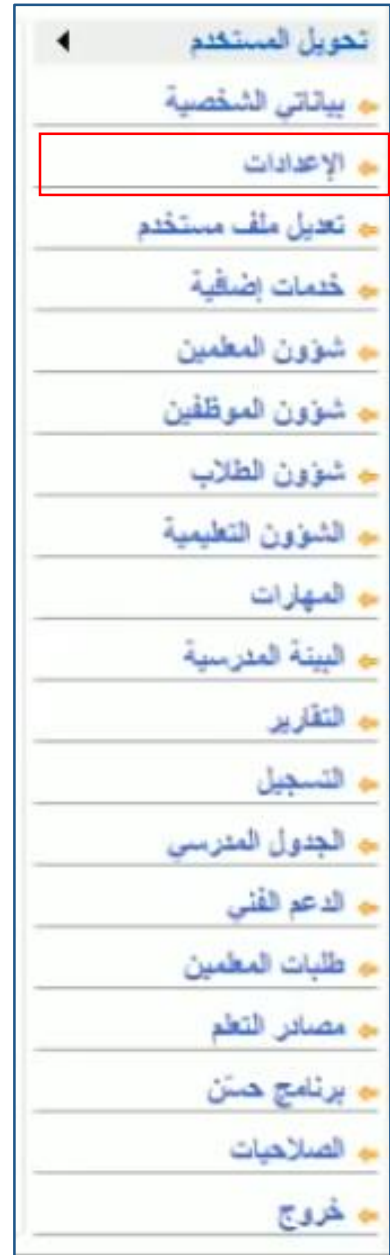 تحويل المستخدم
بياناتي الشخصية
الإعدادات
تعديل ملف مستخدم
خدمات إضافية
شؤون المعلمين
شؤون الموظفين
شؤون الطلاب
الشؤون التعليمية
المهارات
البيئة المدرسية
التقارير
التسجيل
الجدول المدرسي
الدعم الفني
طلبات المعلمين
مصادر التعلم
برنامج حسّن
الصلاحيات
خروج